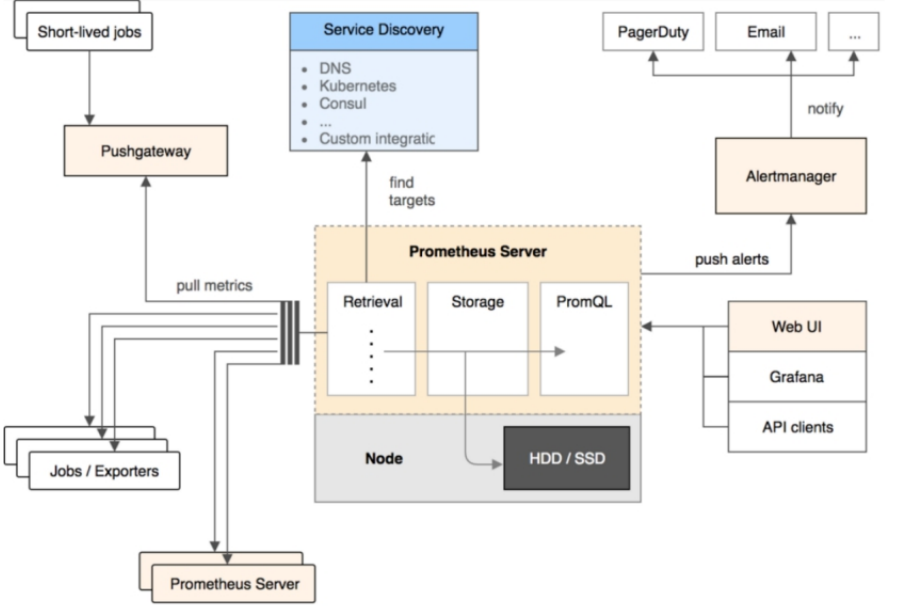 Short-lived jobs
Service Discovery
PagerDuty
Email
...
• DNS
• Kubernetes
• Consul
• ...
• Custom integratic
notify
Pushgateway
Alertmanager
find
targets
Prometheus Server
push alerts
pull metrics
Retrieval
Storage
PromQL
Web UI
Grafana
API clients
Jobs / Exporters
Node
HDD / SSD
Prometheus Server